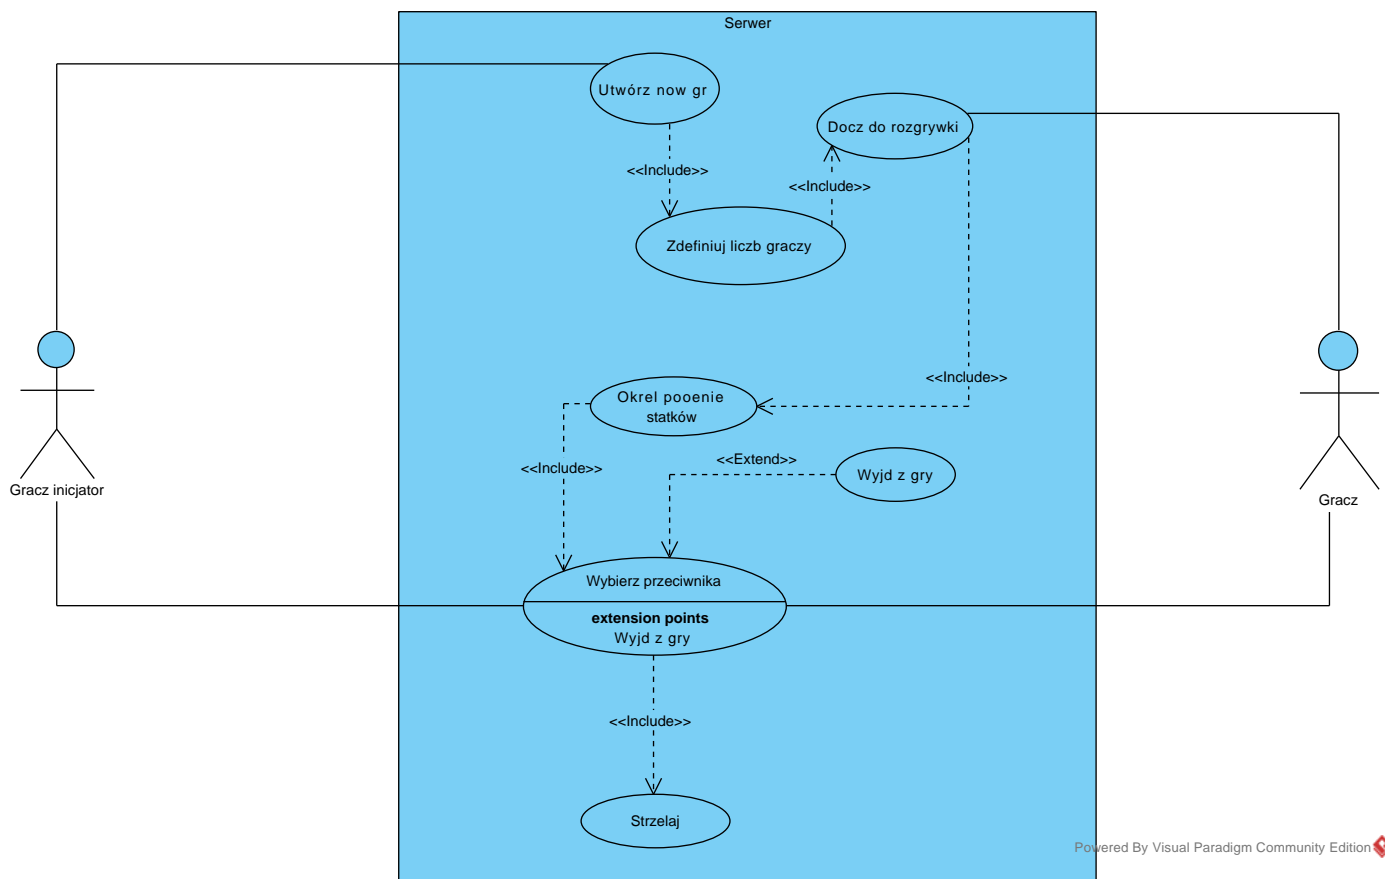 Serwer
Utwórz now gr
Docz do rozgrywki
<<Include>>
<<Include>>
Zdefiniuj liczb graczy
<<Include>>
Okrel pooenie
statków
<<Extend>>
<<Include>>
Wyjd z gry
Gracz inicjator
Gracz
Wybierz przeciwnika
extension points
Wyjd z gry
<<Include>>
Strzelaj
Powered By Visual Paradigm Community Edition